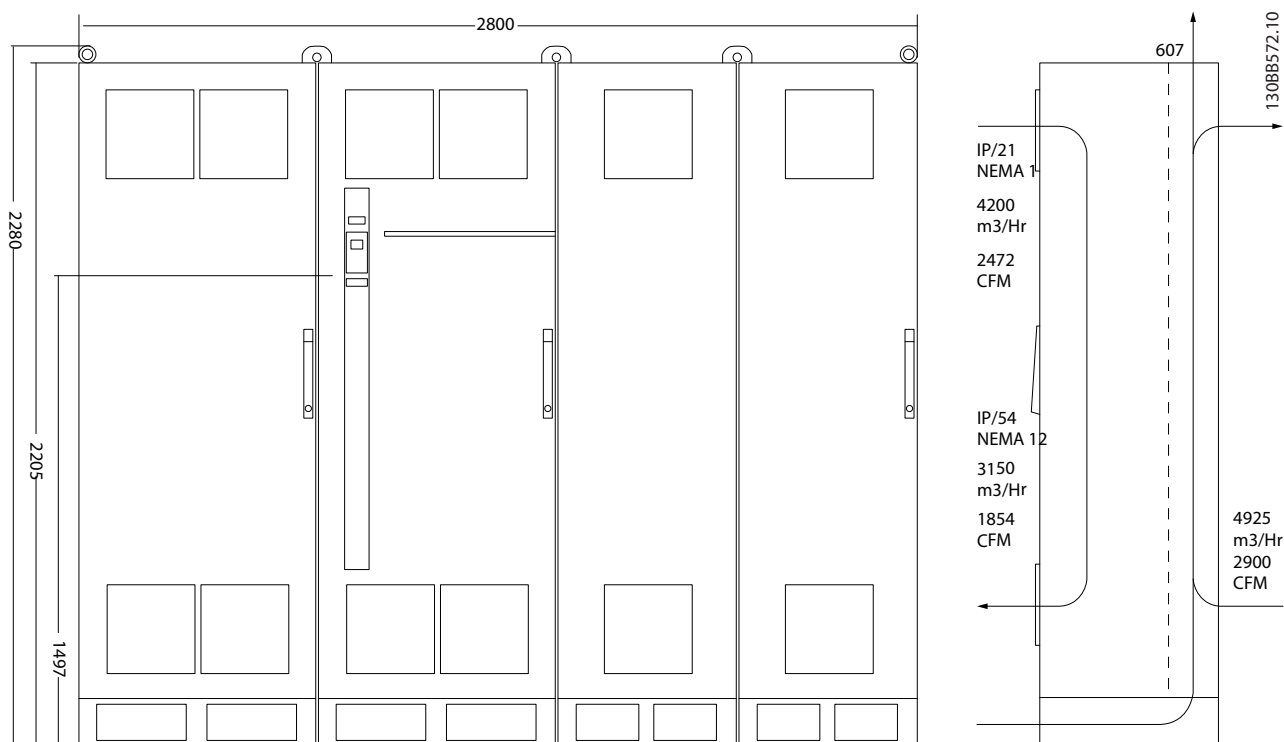 2800
2280
2205
1497
607
130BB572.10
IP/21
NEMA 1
4200
m3/Hr
2472
CFM
IP/54
NEMA 12
3150
m3/Hr
1854
CFM
4925
m3/Hr
2900
CFM